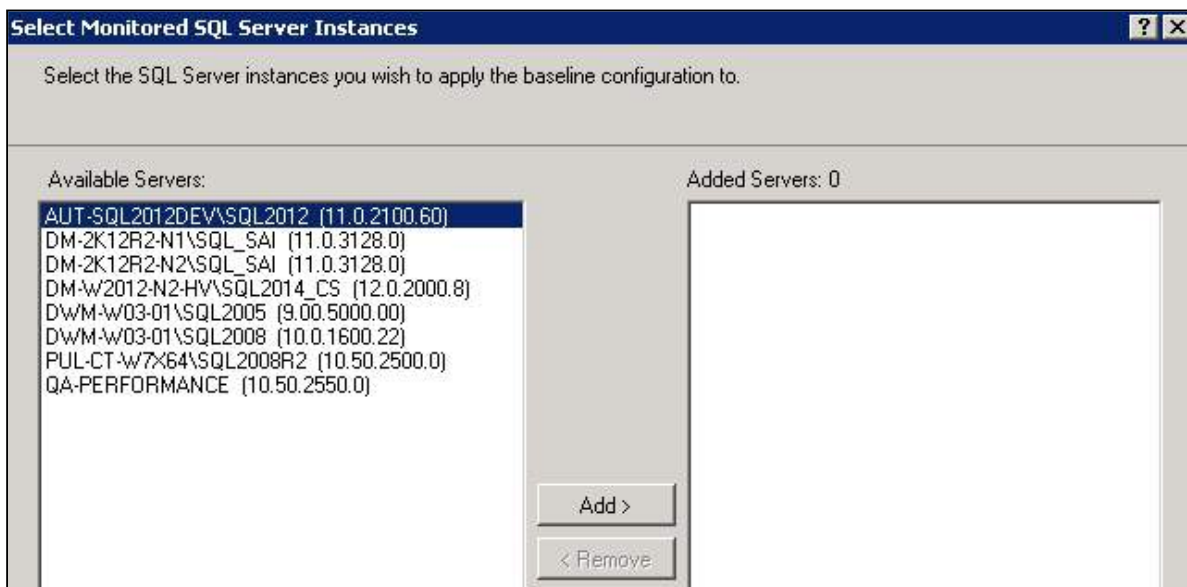 Select Monitored SQL Server Instances
Select the SQL Server instances you wish to apply the baseline configuration to.
Available Servers:
AUT-SQL2012DEV\SQL2012 (11.0.2100.60)
DM-2K12R2-N1\SQL_SAI (11.0.3128.0)
DM-2K12R2-N2\SQL_SAI (11.0.3128.0)
DM-W2012-N2-HV\SQL2014_CS (12.0.2000.8)
DWM-W03-01\SQL2005 (9.00.5000.00)
DWM-W03-01\SQL2008 (10.0.1600.22)
PUL-CT-W7X64\SQL2008R2 (10.50.2500.0)
QA-PERFORMANCE (10.50.2550.0)
Added Servers: 0
Add >
< Remove